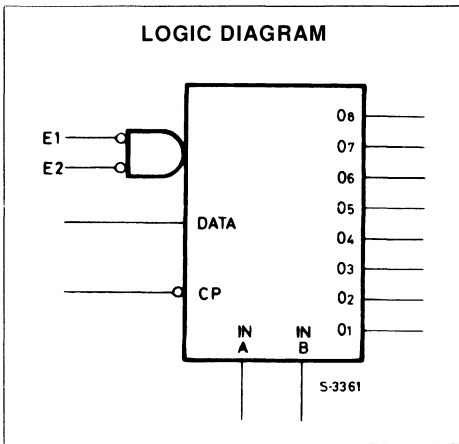 LOGIC DIAGRAM
E1
E2
DATA
CP
O8
O7
O6
O5
O4
O3
O2
O1
IN A
IN B
S-3361